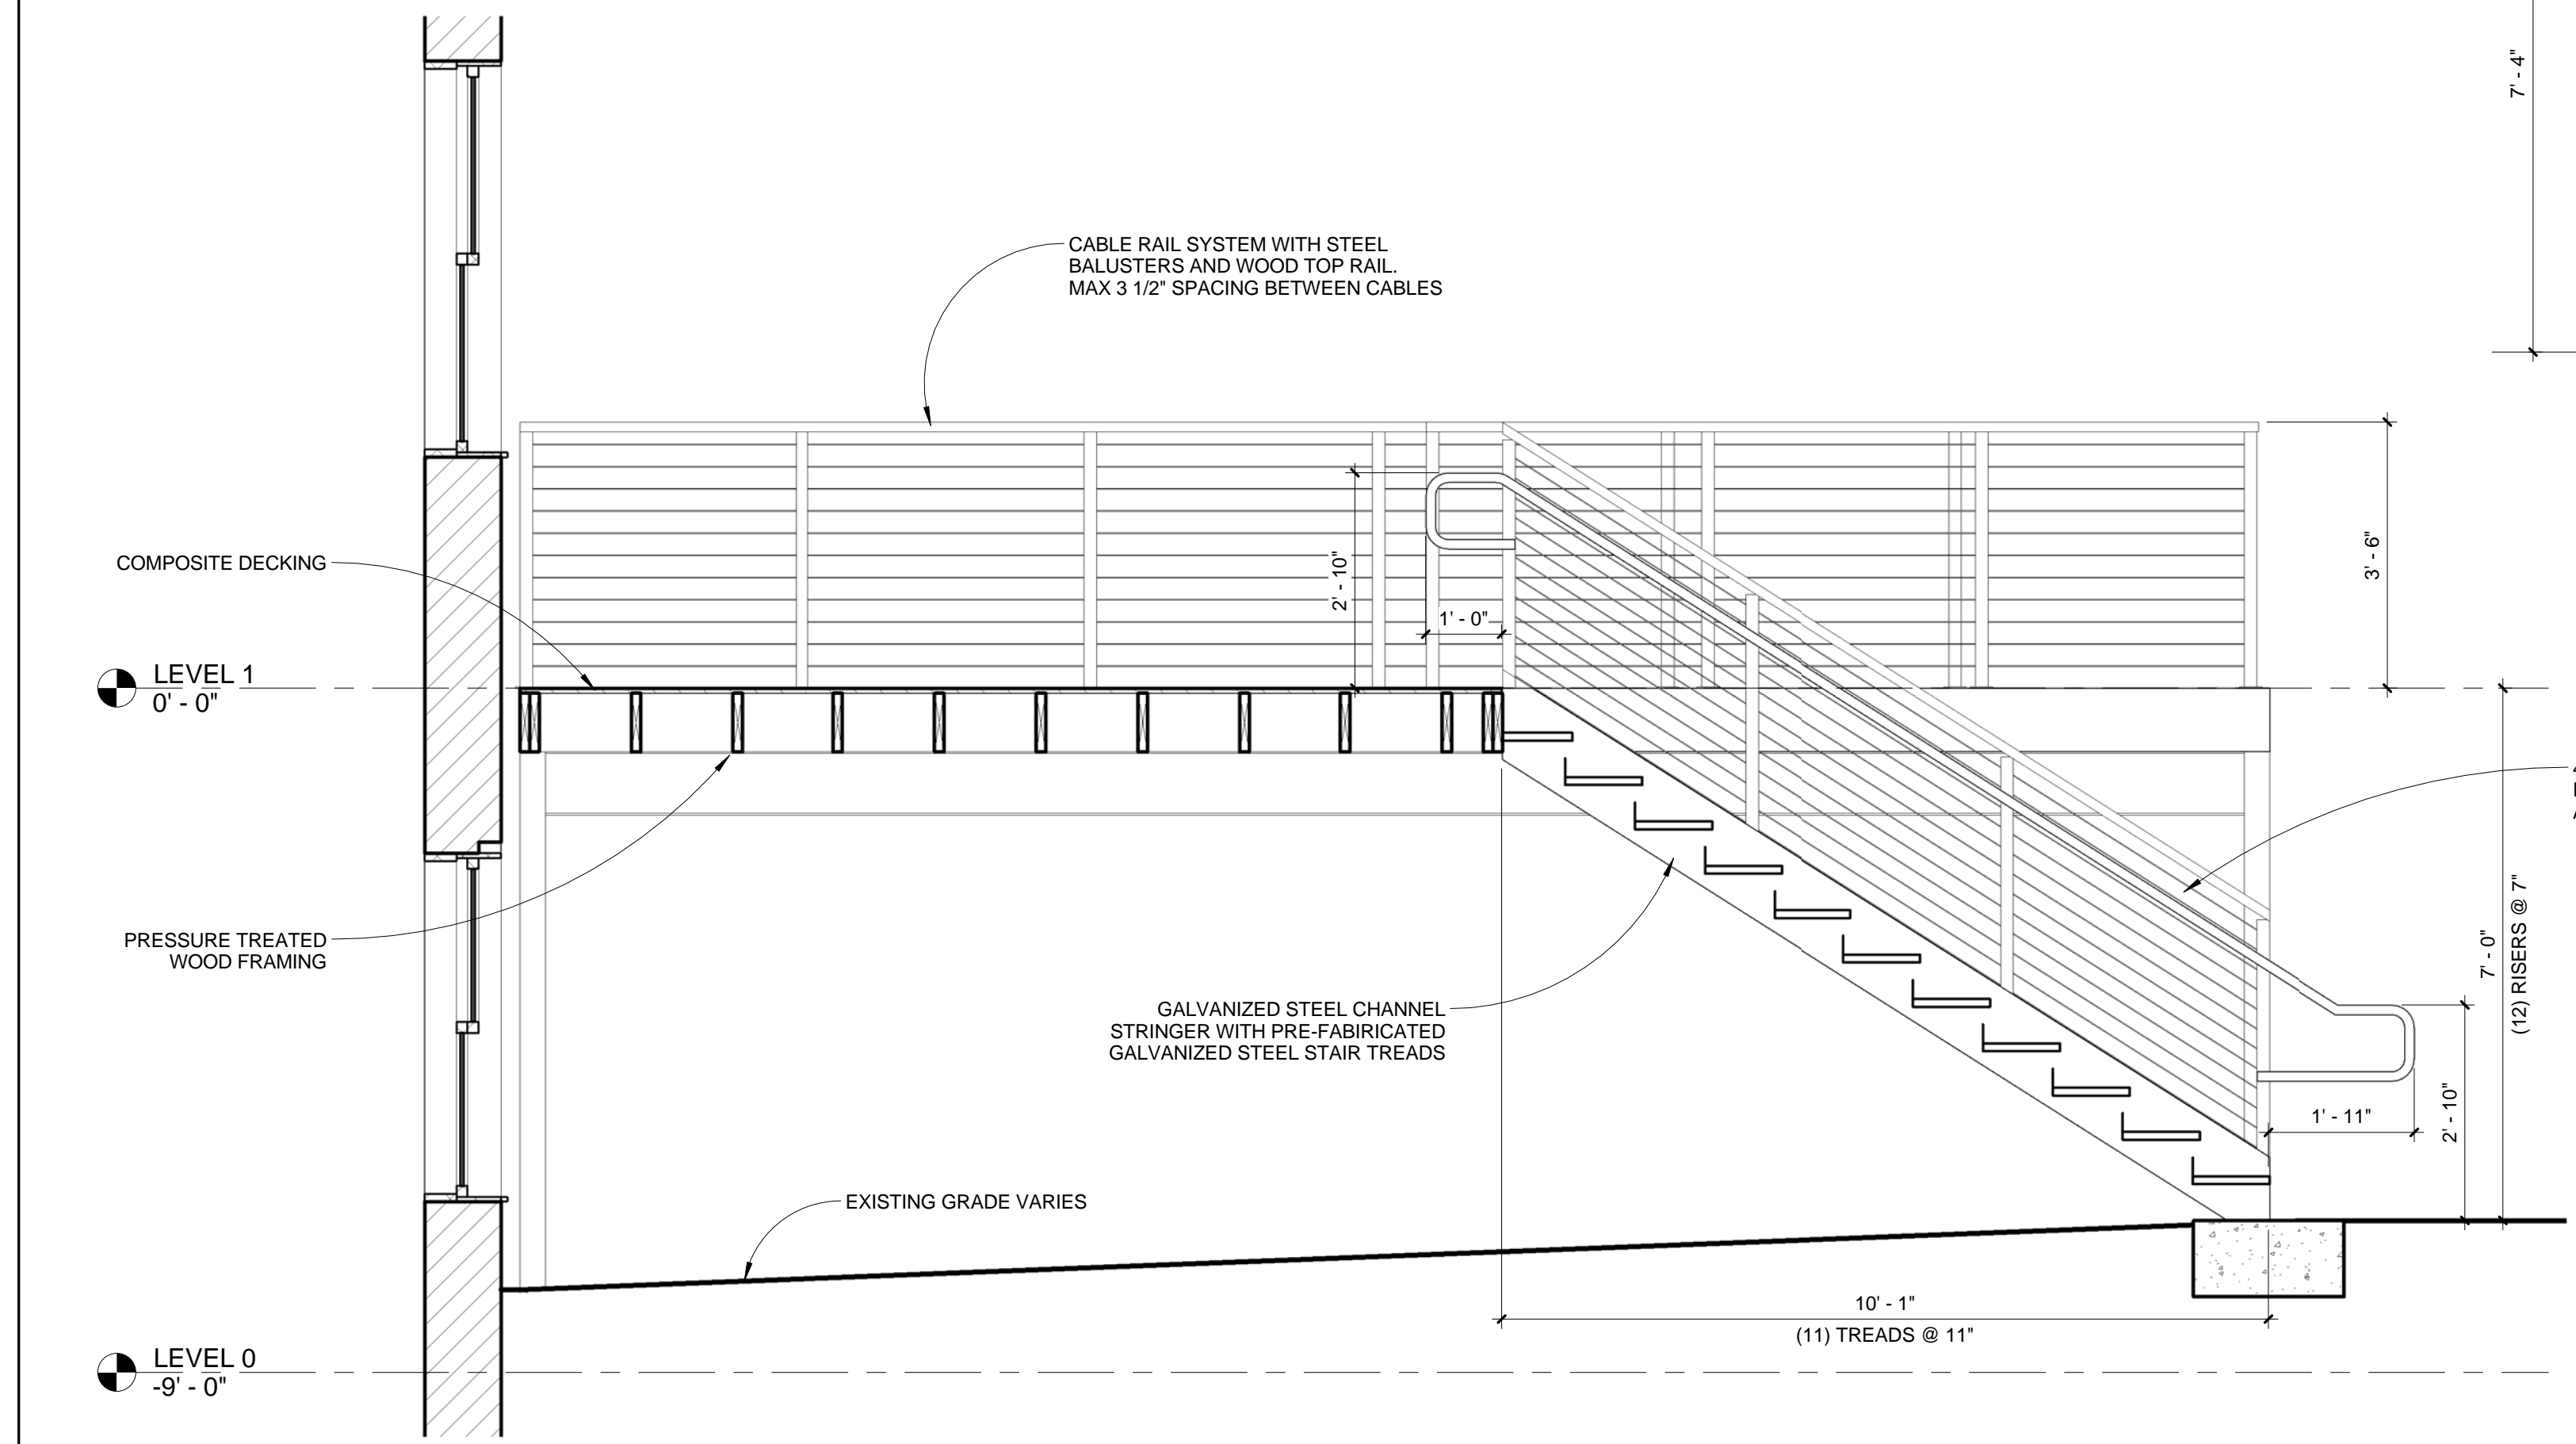 7' - 4"
CABLE RAIL SYSTEM WITH STEEL
BALUSTERS AND WOOD TOP RAIL.
MAX 3 1/2" SPACING BETWEEN CABLES
COMPOSITE DECKING
2' - 10"
1' - 0"
3' - 6"
LEVEL 1
0' - 0"
PRESSURE TREATED
WOOD FRAMING
GALVANIZED STEEL CHANNEL
STRINGER WITH PRE-FABIRICATED
GALVANIZED STEEL STAIR TREADS
7' - 0"
(12) RISERS @ 7"
1' - 11"
2' - 10"
EXISTING GRADE VARIES
10' - 1"
(11) TREADS @ 11"
LEVEL 0
-9' - 0"